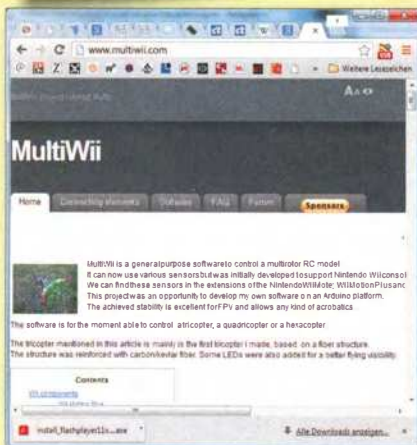 www.multiwii.com
Weitere Lesezeichen
MultiWii
Home Connecting elements Software FAQ Forum Sponsors
MultiWii is a general purpose software to control a multirotor RC model
It can now use various sensors but was initially developed to support Nintendo Wii consol
We can find these sensors in the extensions of the Nintendo WiiMote; WiiMotionPlus and
This project was an opportunity to develop my own software on an Arduino platform.
The achieved stability is excellent for FPV and allows any kind of acrobatics.
The software is for the moment able to control a tricopter, a quadricopter or a hexacopter
The tricopter mentioned in this article is mainly is the first tricopter I made, based on a fiber structure.
The structure was reinforced with carbon/kevlar fiber. Some LEDs were also added for a better flying visibility.
Contents
Wii components
install_flashplayer11x....exe
Alle Downloads anzeigen...